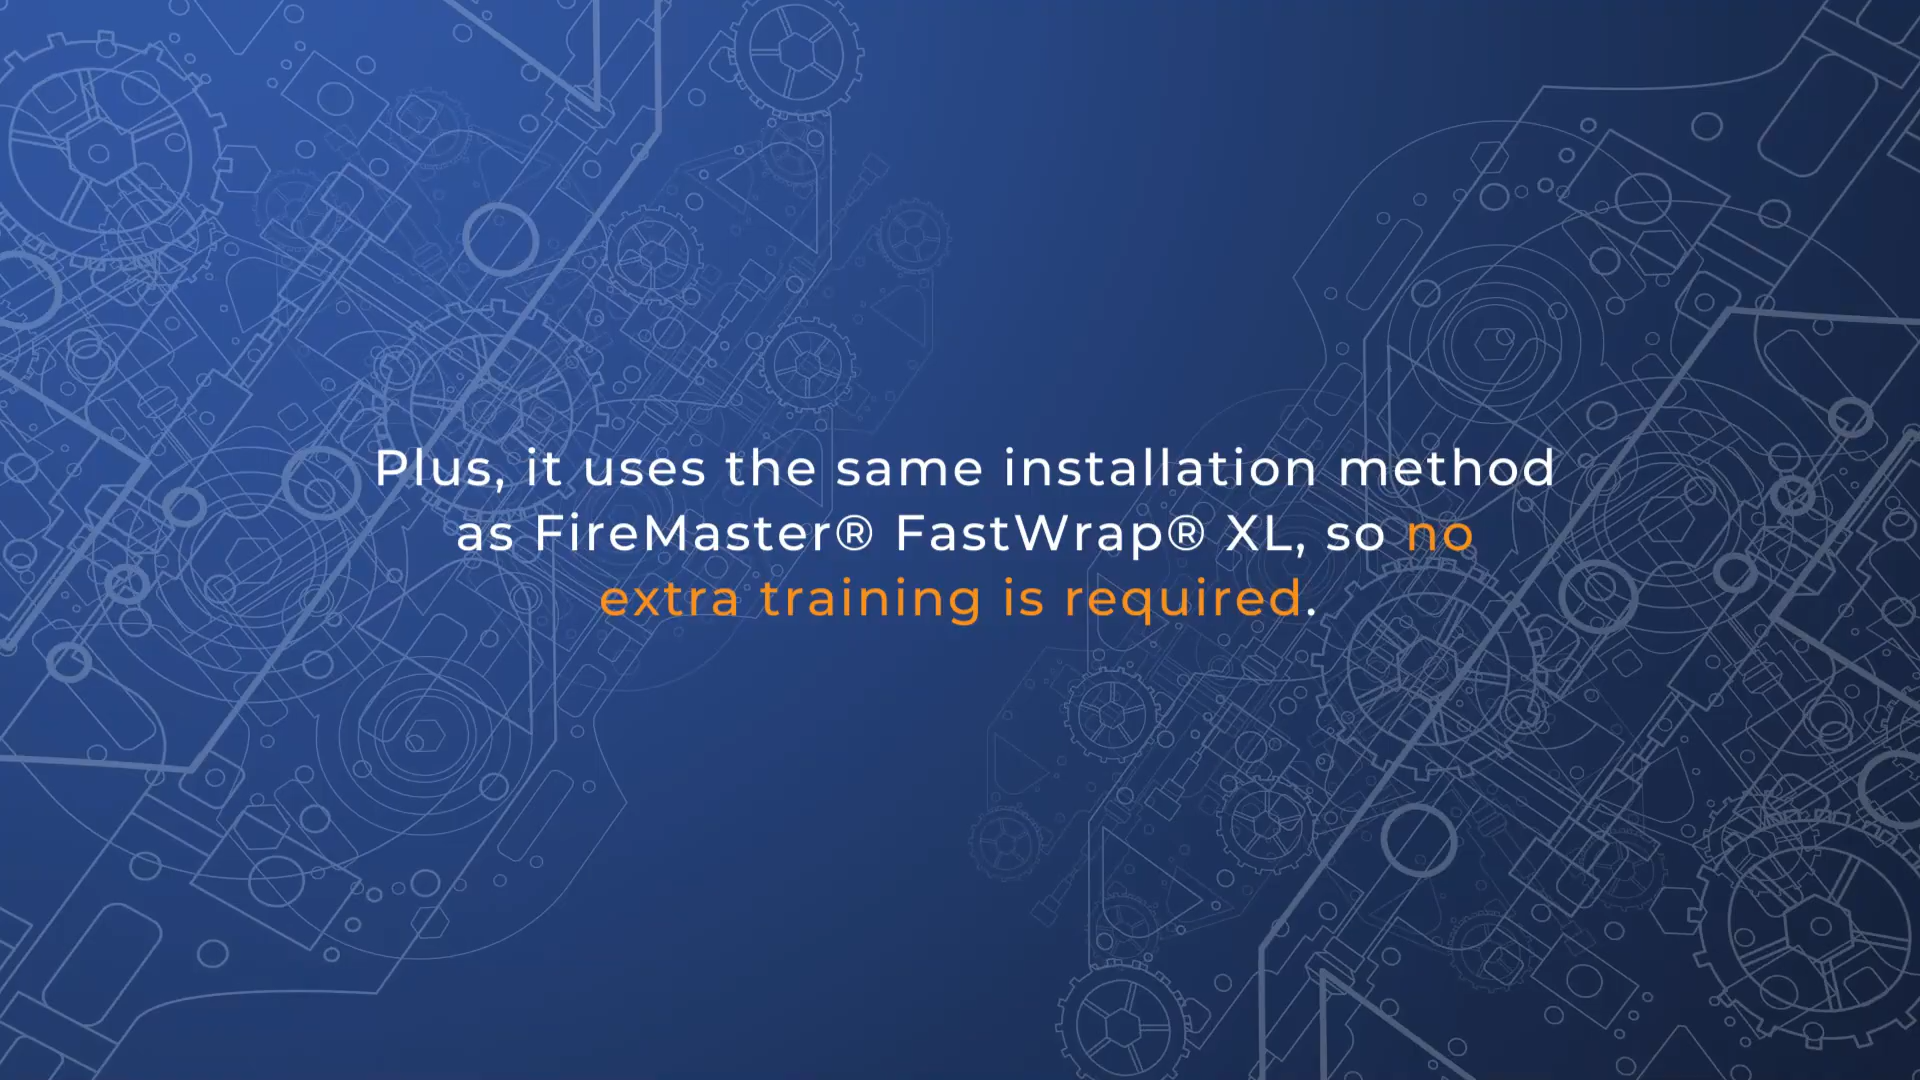 Plus, it uses the same installation method
as FireMaster® FastWrap® XL, so no
extra training is required.